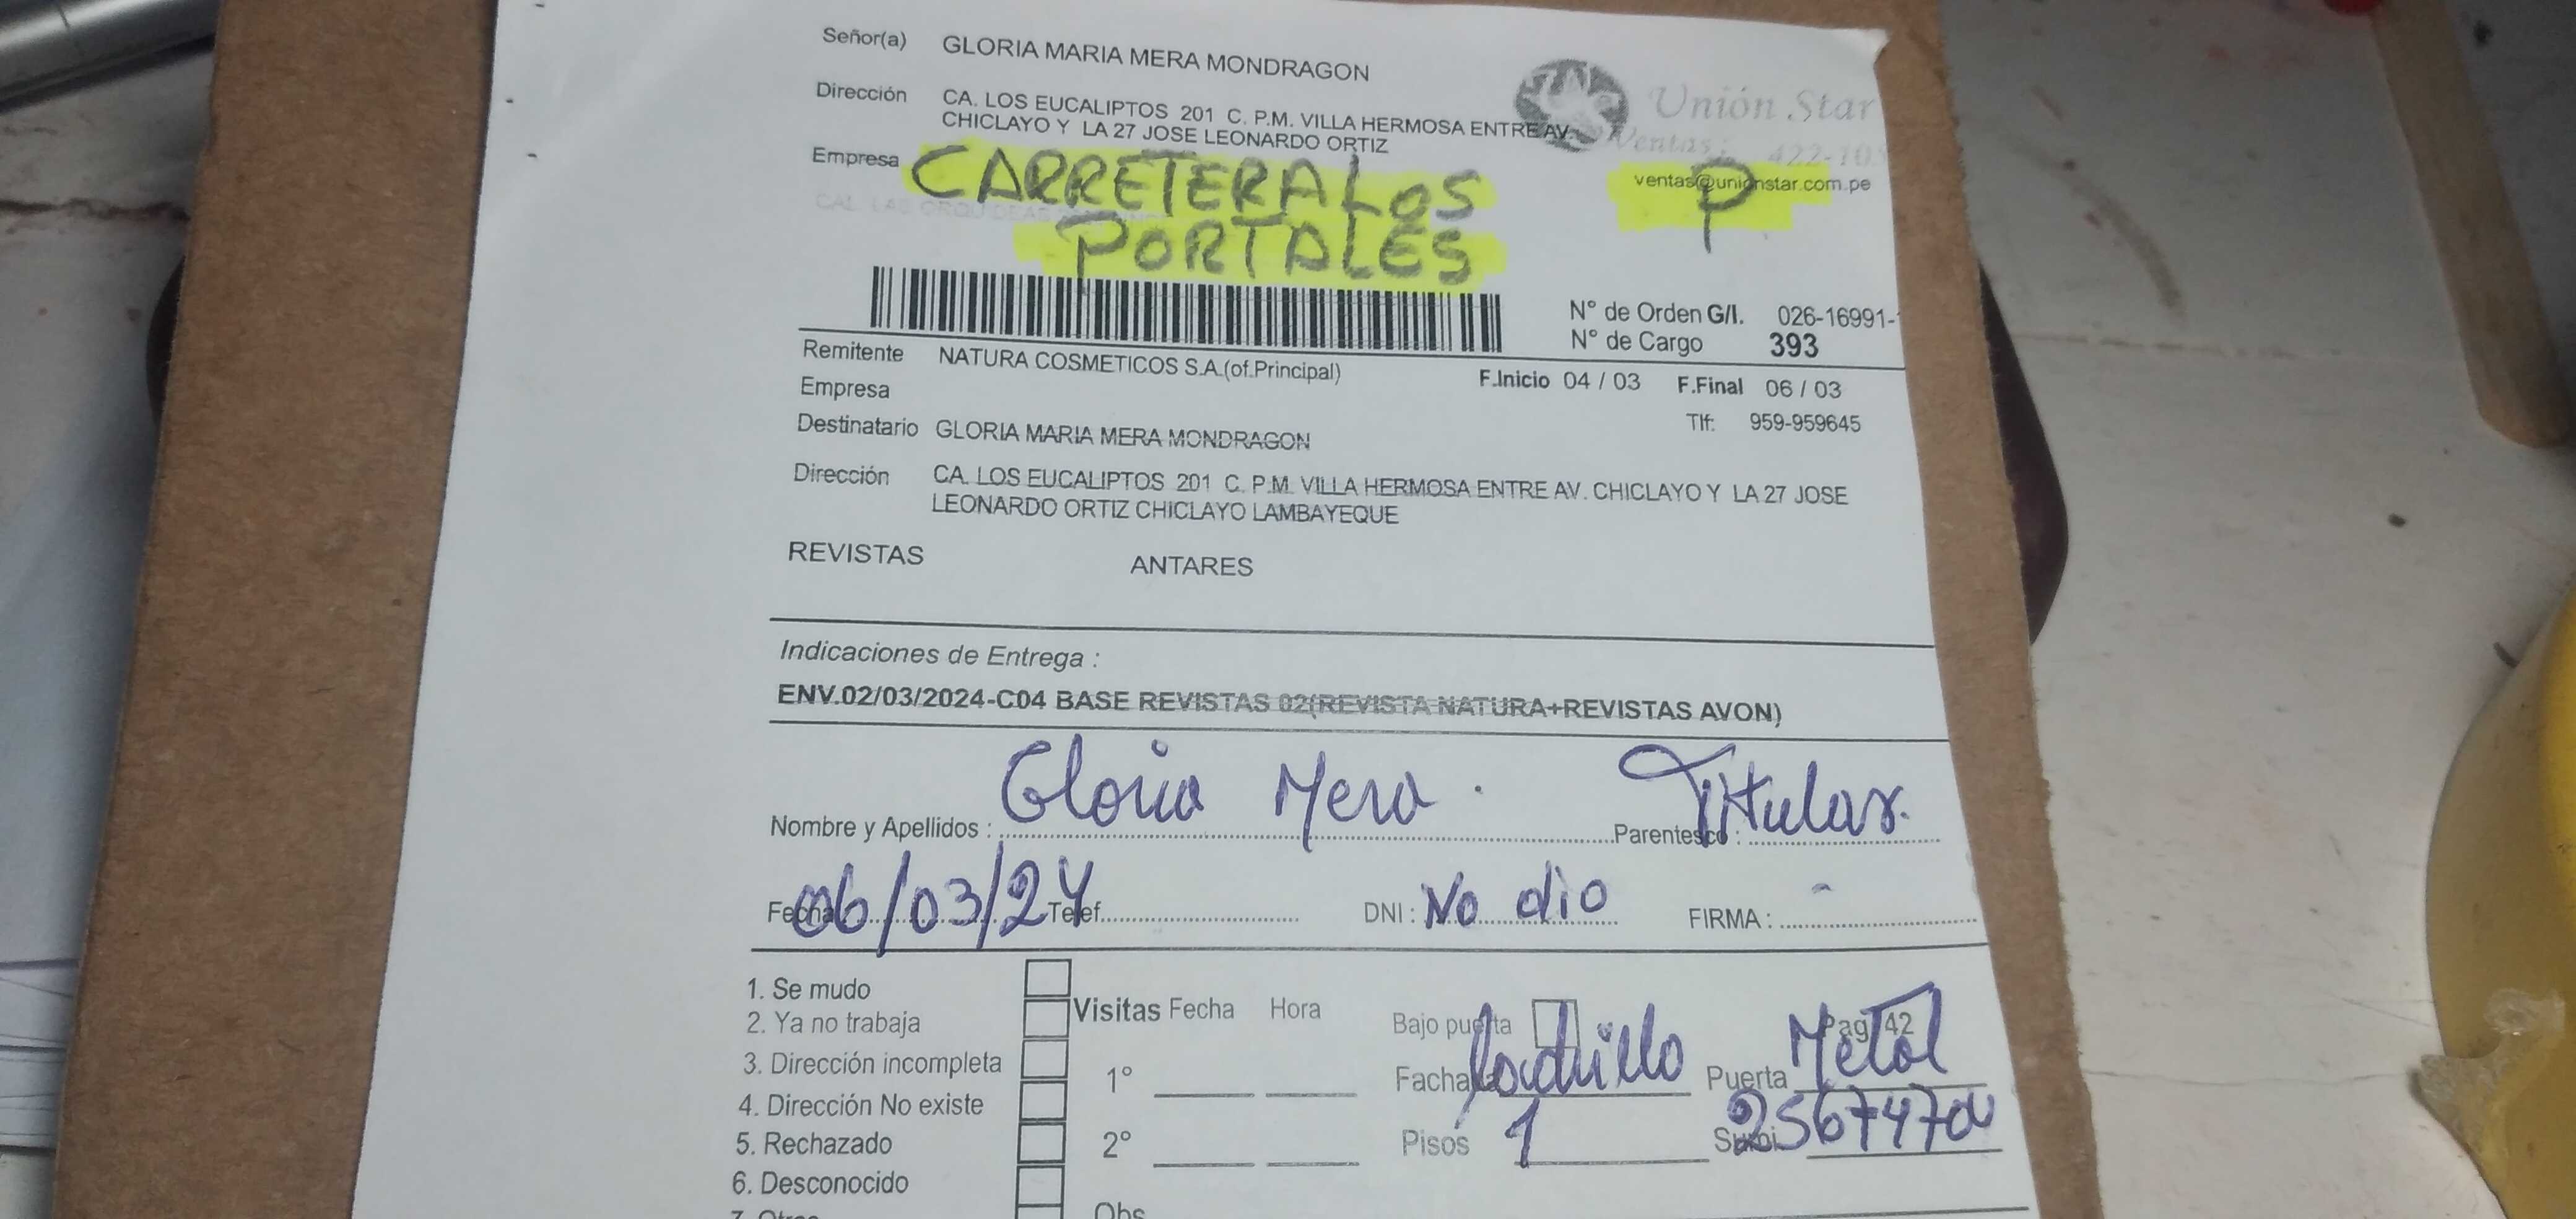 Señor(a) GLORIA MARIA MERA MONDRAGON
Dirección CA. LOS EUCALIPTOS 201 C. P.M. VILLA HERMOSA ENTRE AV.
CHICLAYO Y LA 27 JOSE LEONARDO ORTIZ
Unión Star
Ventas: 422-10
ventas@unionstar.com.pe
P
Empresa CARRETERA LOS
PORTALES
N° de Orden G/I. 026-16991-
N° de Cargo 393
Remitente NATURA COSMETICOS S.A.(of.Principal)
Empresa
F.Inicio 04 / 03 F.Final 06 / 03
Destinatario GLORIA MARIA MERA MONDRAGON
Tlf: 959-959645
Dirección CA. LOS EUCALIPTOS 201 C. P.M. VILLA HERMOSA ENTRE AV. CHICLAYO Y LA 27 JOSE
LEONARDO ORTIZ CHICLAYO LAMBAYEQUE
REVISTAS ANTARES
Indicaciones de Entrega :
ENV.02/03/2024-C04 BASE REVISTAS 02(REVISTA NATURA+REVISTAS AVON)
Nombre y Apellidos : Gloria Mera. Parentesco : Titular.
Fecha 06/03/24 Telef. DNI : No dio FIRMA : -
1. Se mudo
2. Ya no trabaja
3. Dirección incompleta
4. Dirección No existe
5. Rechazado
6. Desconocido
Visitas Fecha Hora
1°
2°
Obs
Bajo puerta Pag 42
Fachada Ladrillo Puerta Metal
Pisos 1 Sumi